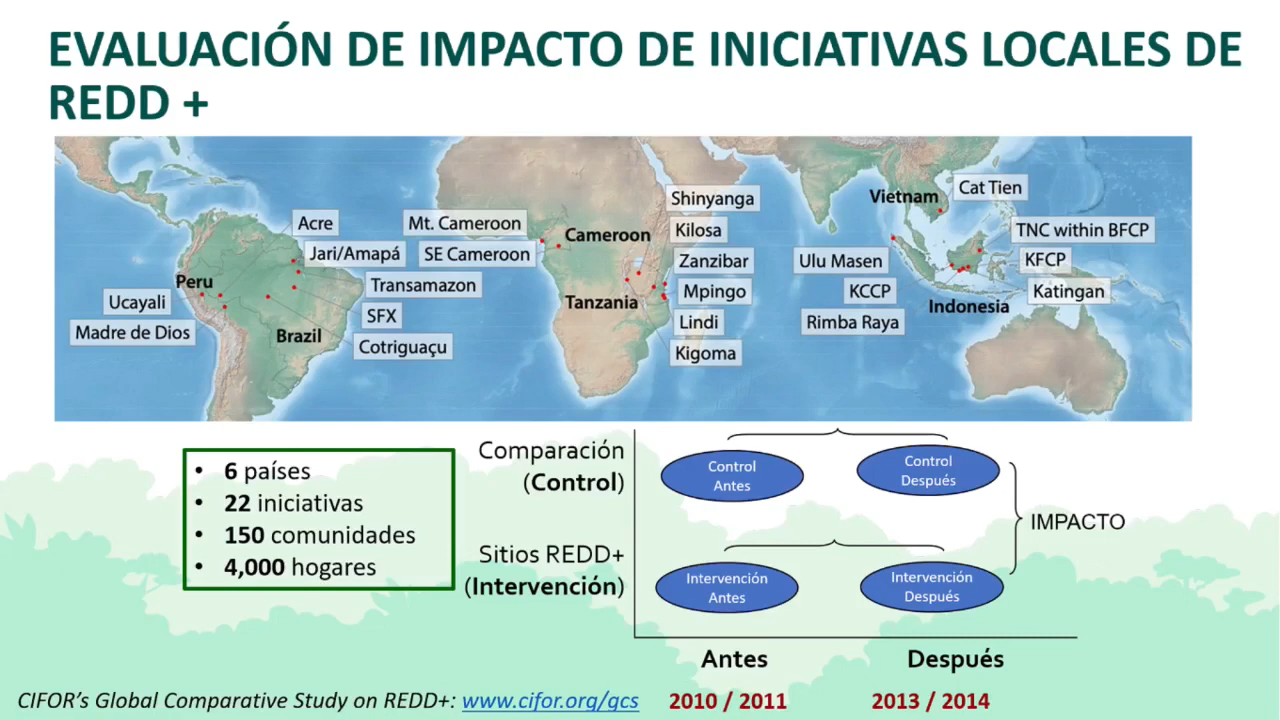 EVALUACIÓN DE IMPACTO DE INICIATIVAS LOCALES DE
REDD +
Acre
Jari/Amapá
Transamazon
SFX
Cotriguaçu
Peru
Ucayali
Madre de Dios
Brazil
Mt. Cameroon
SE Cameroon
Cameroon
Tanzania
Shinyanga
Kilosa
Zanzibar
Mpingo
Lindi
Kigoma
Vietnam
Cat Tien
Ulu Masen
KCCP
Rimba Raya
TNC within BFCP
KFCP
Katingan
Indonesia
• 6 países
• 22 iniciativas
• 150 comunidades
• 4,000 hogares
Comparación
(Control)
Control
Antes
Control
Después
IMPACTO
Sitios REDD+
(Intervención)
Intervención
Antes
Intervención
Después
Antes
Después
2010 / 2011
2013 / 2014
CIFOR's Global Comparative Study on REDD+: www.cifor.org/gcs